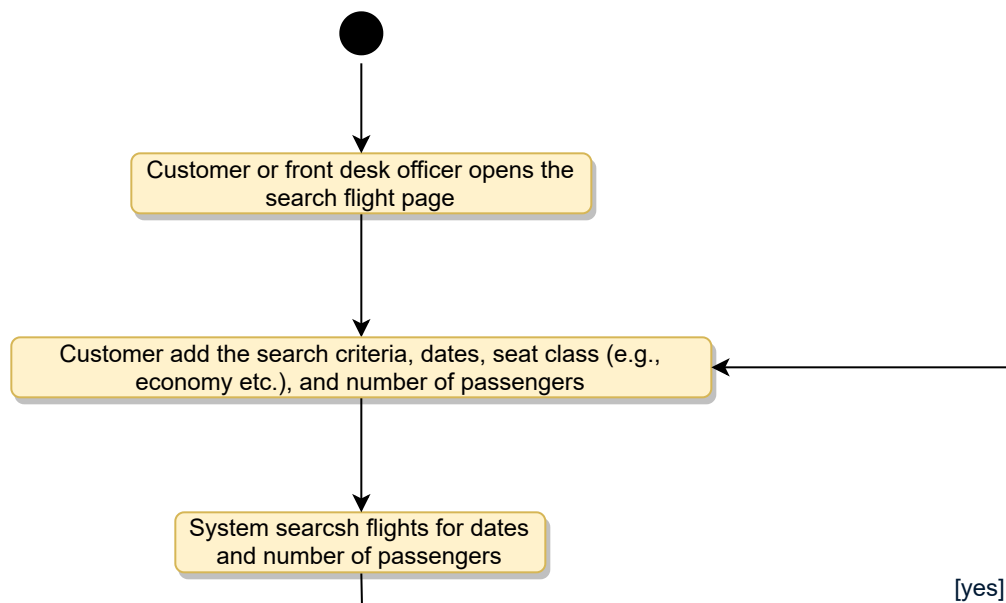 Customer or front desk officer opens the
search flight page
Customer add the search criteria, dates, seat class (e.g.,
economy etc.), and number of passengers
System searcsh flights for dates
and number of passengers
[yes]